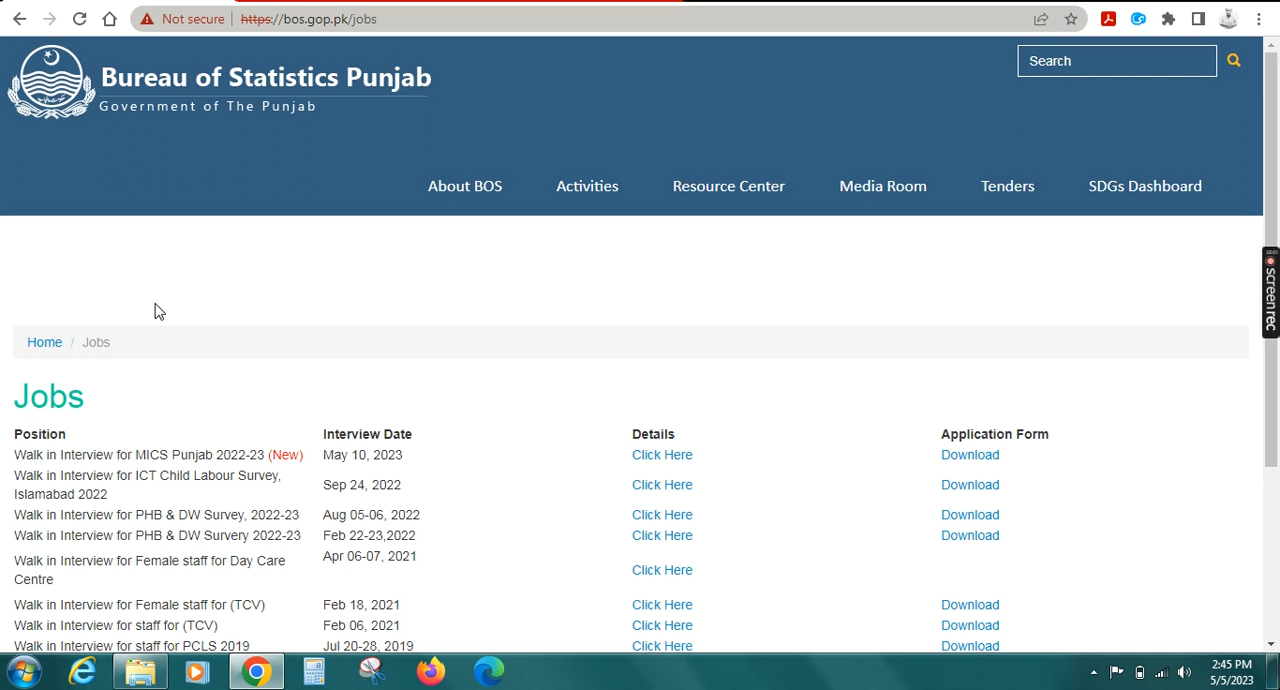 Not secure | https://bos.gop.pk/jobs
Bureau of Statistics Punjab
Government of The Punjab
Search
About BOS Activities Resource Center Media Room Tenders SDGs Dashboard
screenrec
Home / Jobs
Jobs
Position Interview Date Details Application Form
Walk in Interview for MICS Punjab 2022-23 (New) May 10, 2023 Click Here Download
Walk in Interview for ICT Child Labour Survey,
Islamabad 2022 Sep 24, 2022 Click Here Download
Walk in Interview for PHB & DW Survey, 2022-23 Aug 05-06, 2022 Click Here Download
Walk in Interview for PHB & DW Survery 2022-23 Feb 22-23,2022 Click Here Download
Walk in Interview for Female staff for Day Care
Centre Apr 06-07, 2021 Click Here
Walk in Interview for Female staff for (TCV) Feb 18, 2021 Click Here Download
Walk in Interview for staff for (TCV) Feb 06, 2021 Click Here Download
Walk in Interview for staff for PCLS 2019 Jul 20-28, 2019 Click Here Download
2:45 PM
5/5/2023